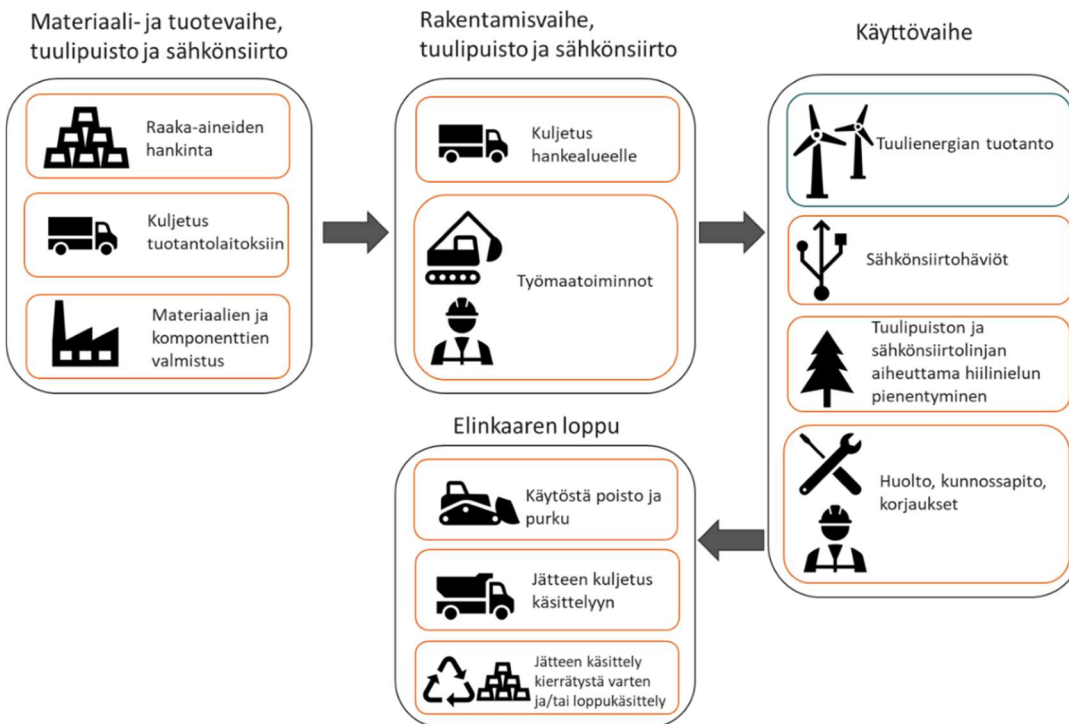 Materiaali- ja tuotevaihe,
tuulipuisto ja sähkönsiirto
Raaka-aineiden
hankinta
Kuljetus
tuotantolaitoksiin
Materiaalien ja
komponenttien
valmistus
Rakentamisvaihe,
tuulipuisto ja sähkönsiirto
Kuljetus
hankealueelle
Työmaatoiminnot
Käyttövaihe
Tuulienergian tuotanto
Sähkönsiirtohäviöt
Tuulipuiston ja
sähkönsiirtolinjan
aiheuttama hiilinielun
pienentyminen
Huolto, kunnossapito,
korjaukset
Elinkaaren loppu
Käytöstä poisto ja
purku
Jätteen kuljetus
käsittelyyn
Jätteen käsittely
kierrätystä varten
ja/tai loppukäsittely